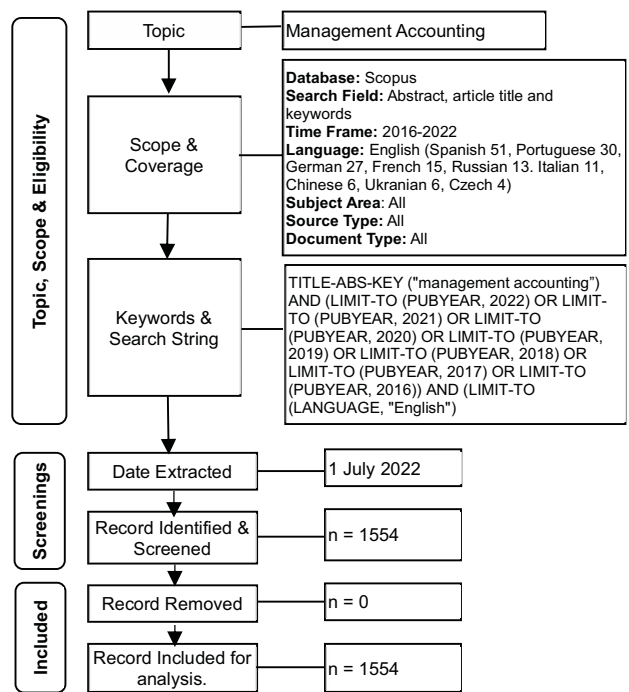 Topic
Management Accounting
Topic, Scope & Eligibility
Scope &
Coverage
Database: Scopus
Search Field: Abstract, article title and
keywords
Time Frame: 2016-2022
Language: English (Spanish 51, Portuguese 30,
German 27, French 15, Russian 13. Italian 11,
Chinese 6, Ukranian 6, Czech 4)
Subject Area: All
Source Type: All
Document Type: All
Keywords &
Search String
TITLE-ABS-KEY ("management accounting”)
AND (LIMIT-TO (PUBYEAR, 2022) OR LIMIT-
TO (PUBYEAR, 2021) OR LIMIT-TO
(PUBYEAR, 2020) OR LIMIT-TO (PUBYEAR,
2019) OR LIMIT-TO (PUBYEAR, 2018) OR
LIMIT-TO (PUBYEAR, 2017) OR LIMIT-TO
(PUBYEAR, 2016)) AND (LIMIT-TO
(LANGUAGE, "English")
Screenings
Date Extracted
1 July 2022
Record Identified &
Screened
n = 1554
Included
Record Removed
n = 0
Record Included for
analysis.
n = 1554